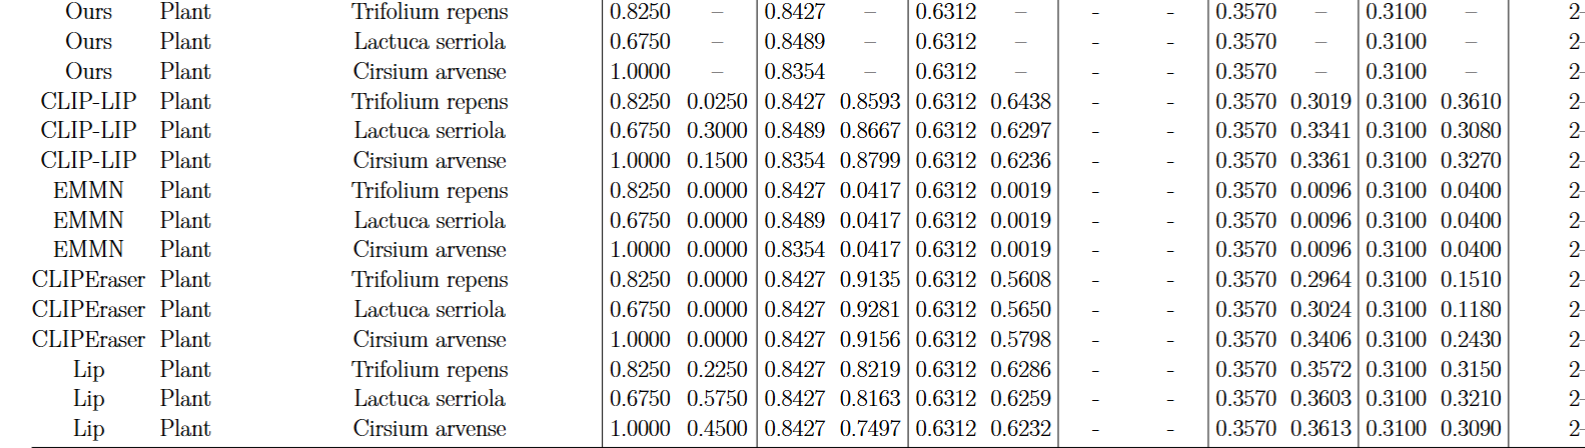 Ours Plant Trifolium repens 0.8250 – 0.8427 – 0.6312 – - - 0.3570 – 0.3100 – 2–
Ours Plant Lactuca serriola 0.6750 – 0.8489 – 0.6312 – - - 0.3570 – 0.3100 – 2–
Ours Plant Cirsium arvense 1.0000 – 0.8354 – 0.6312 – - - 0.3570 – 0.3100 – 2–
CLIP-LIP Plant Trifolium repens 0.8250 0.0250 0.8427 0.8593 0.6312 0.6438 - - 0.3570 0.3019 0.3100 0.3610 2–
CLIP-LIP Plant Lactuca serriola 0.6750 0.3000 0.8489 0.8667 0.6312 0.6297 - - 0.3570 0.3341 0.3100 0.3080 2–
CLIP-LIP Plant Cirsium arvense 1.0000 0.1500 0.8354 0.8799 0.6312 0.6236 - - 0.3570 0.3361 0.3100 0.3270 2–
EMMN Plant Trifolium repens 0.8250 0.0000 0.8427 0.0417 0.6312 0.0019 - - 0.3570 0.0096 0.3100 0.0400 2–
EMMN Plant Lactuca serriola 0.6750 0.0000 0.8489 0.0417 0.6312 0.0019 - - 0.3570 0.0096 0.3100 0.0400 2–
EMMN Plant Cirsium arvense 1.0000 0.0000 0.8354 0.0417 0.6312 0.0019 - - 0.3570 0.0096 0.3100 0.0400 2–
CLIPEraser Plant Trifolium repens 0.8250 0.0000 0.8427 0.9135 0.6312 0.5608 - - 0.3570 0.2964 0.3100 0.1510 2–
CLIPEraser Plant Lactuca serriola 0.6750 0.0000 0.8427 0.9281 0.6312 0.5650 - - 0.3570 0.3024 0.3100 0.1180 2–
CLIPEraser Plant Cirsium arvense 1.0000 0.0000 0.8427 0.9156 0.6312 0.5798 - - 0.3570 0.3406 0.3100 0.2430 2–
Lip Plant Trifolium repens 0.8250 0.2250 0.8427 0.8219 0.6312 0.6286 - - 0.3570 0.3572 0.3100 0.3150 2–
Lip Plant Lactuca serriola 0.6750 0.5750 0.8427 0.8163 0.6312 0.6259 - - 0.3570 0.3603 0.3100 0.3210 2–
Lip Plant Cirsium arvense 1.0000 0.4500 0.8427 0.7497 0.6312 0.6232 - - 0.3570 0.3613 0.3100 0.3090 2–